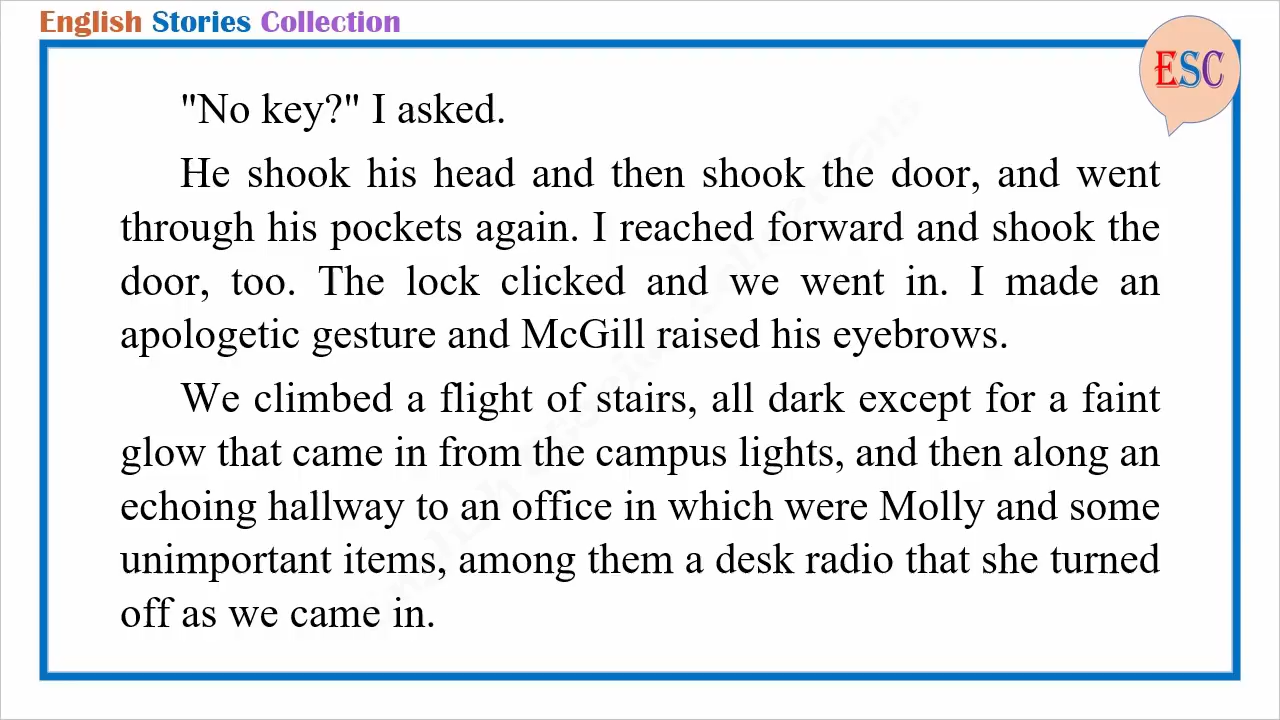 English Stories Collection
ESC
"No key?" I asked.
He shook his head and then shook the door, and went
through his pockets again. I reached forward and shook the
door, too. The lock clicked and we went in. I made an
apologetic gesture and McGill raised his eyebrows.
We climbed a flight of stairs, all dark except for a faint
glow that came in from the campus lights, and then along an
echoing hallway to an office in which were Molly and some
unimportant items, among them a desk radio that she turned
off as we came in.